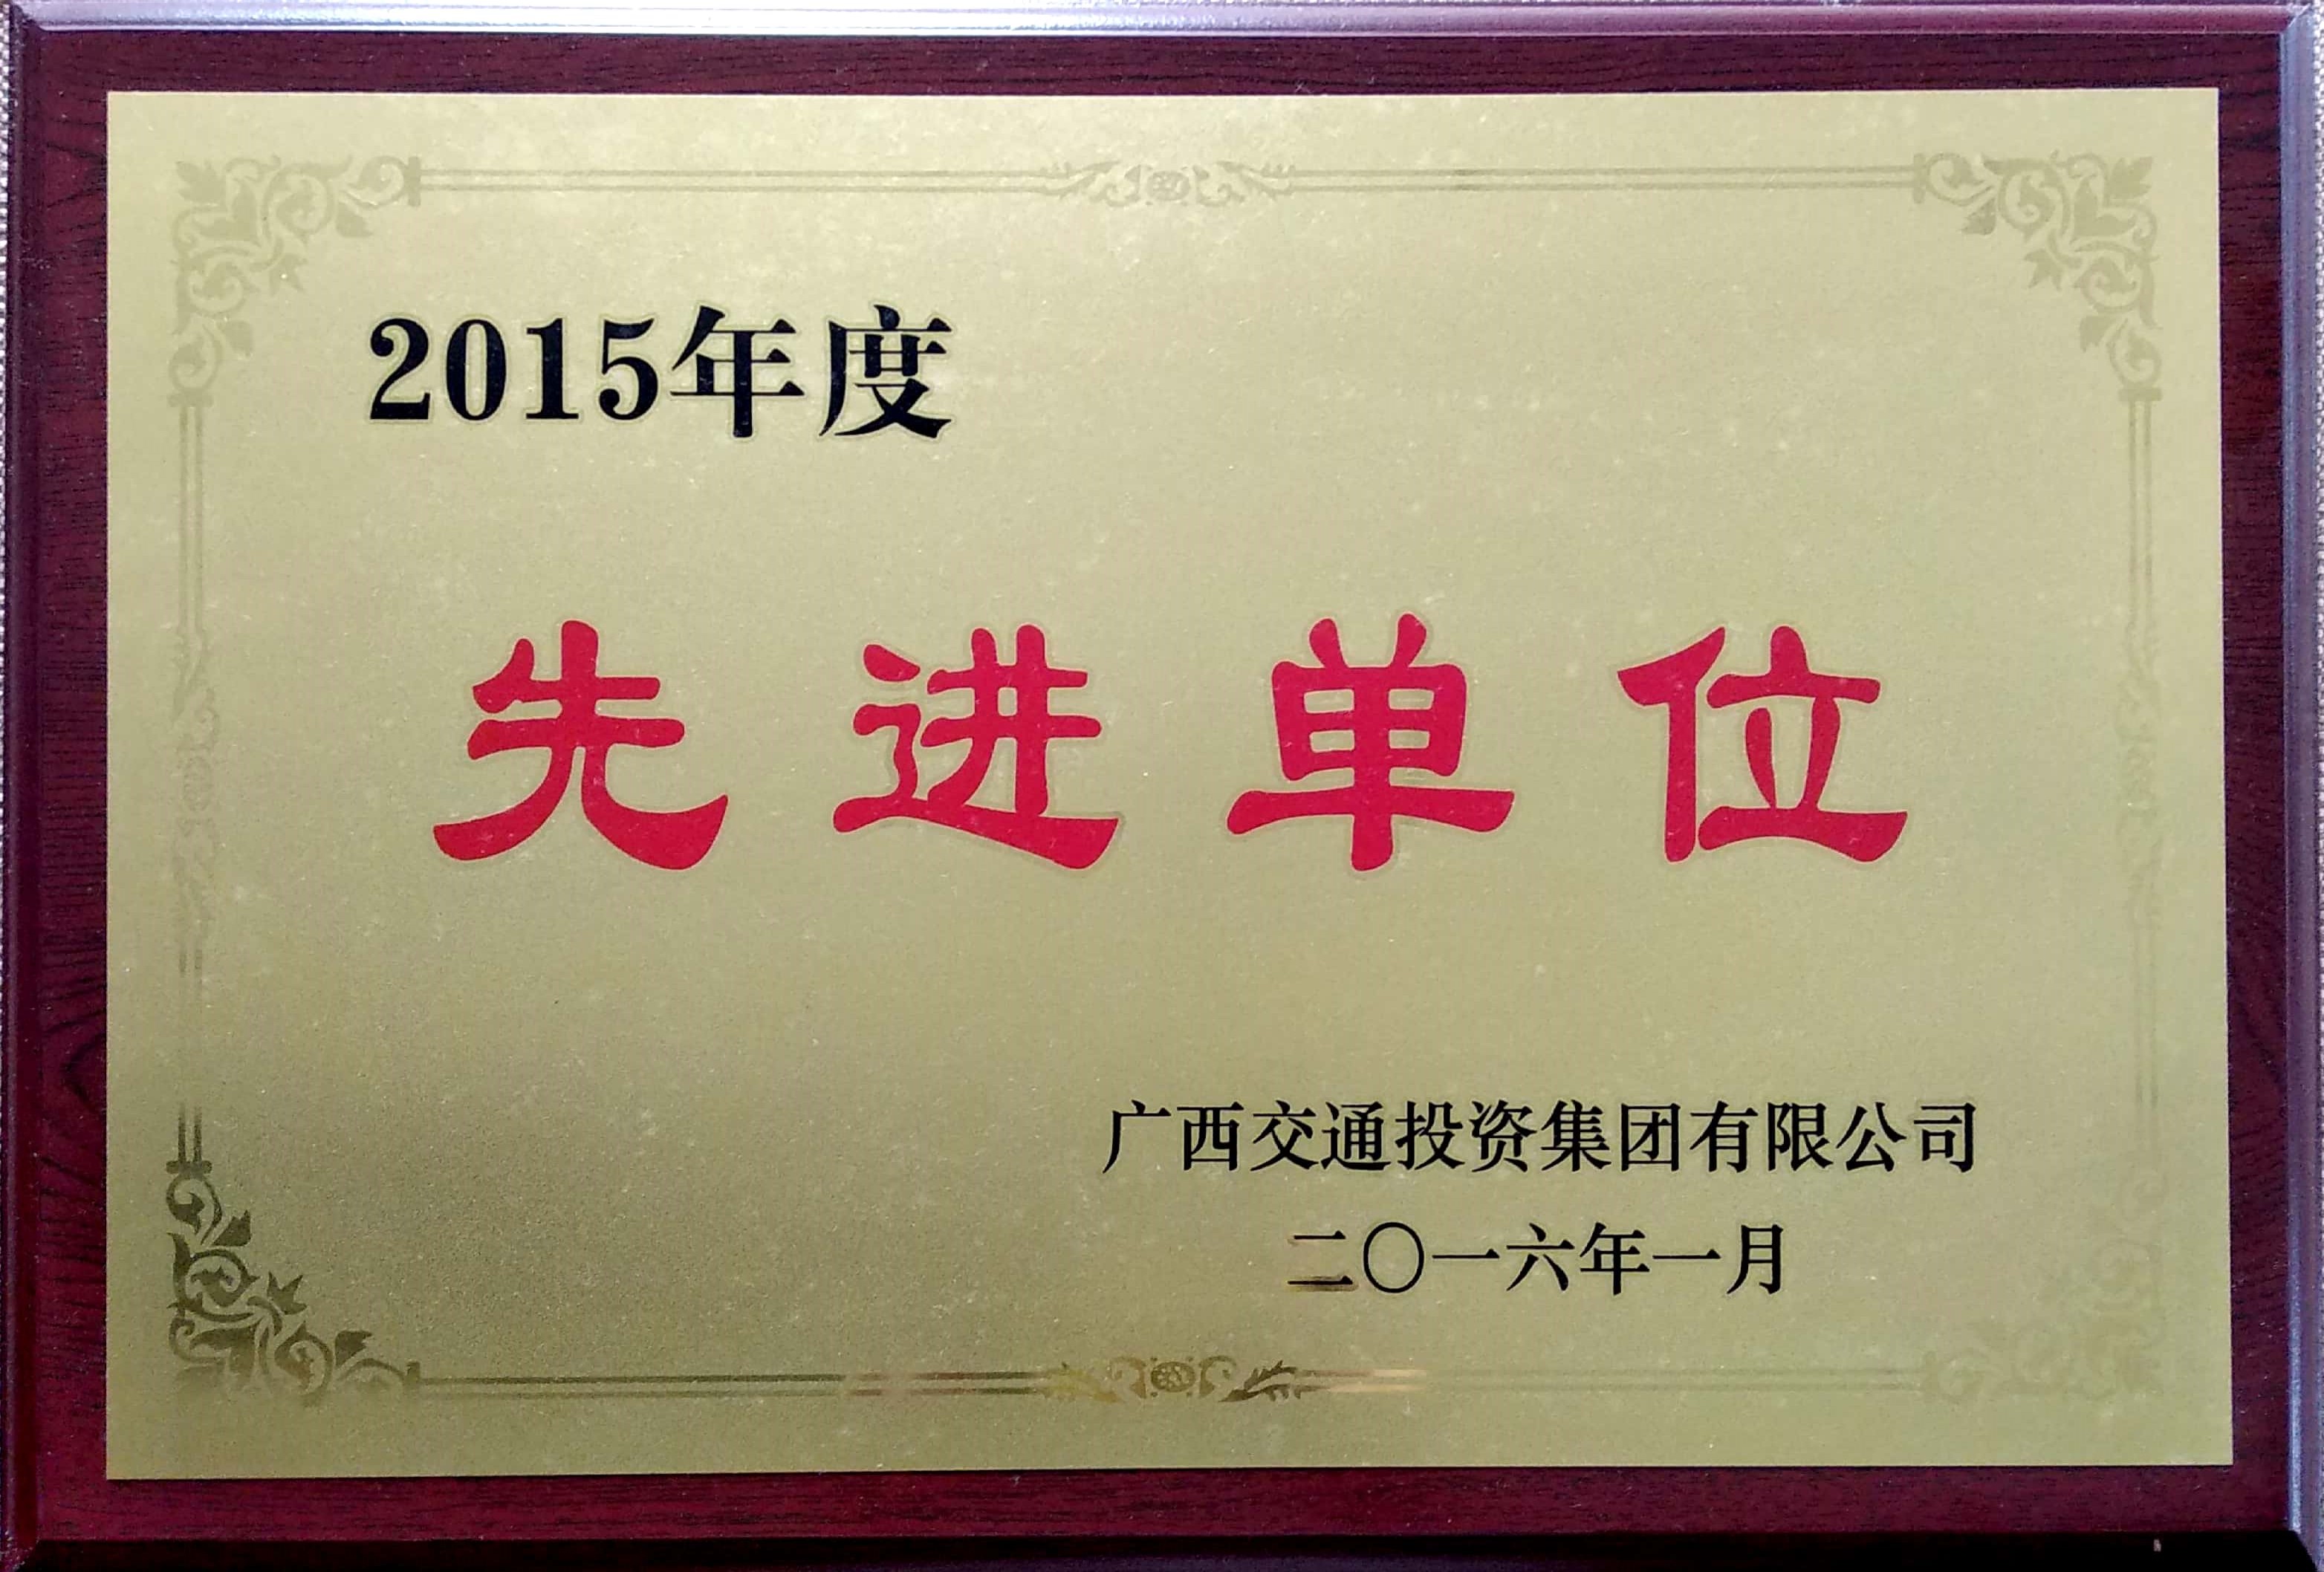 2015年度
先进单位
广西交通投资集团有限公司
二〇一六年一月